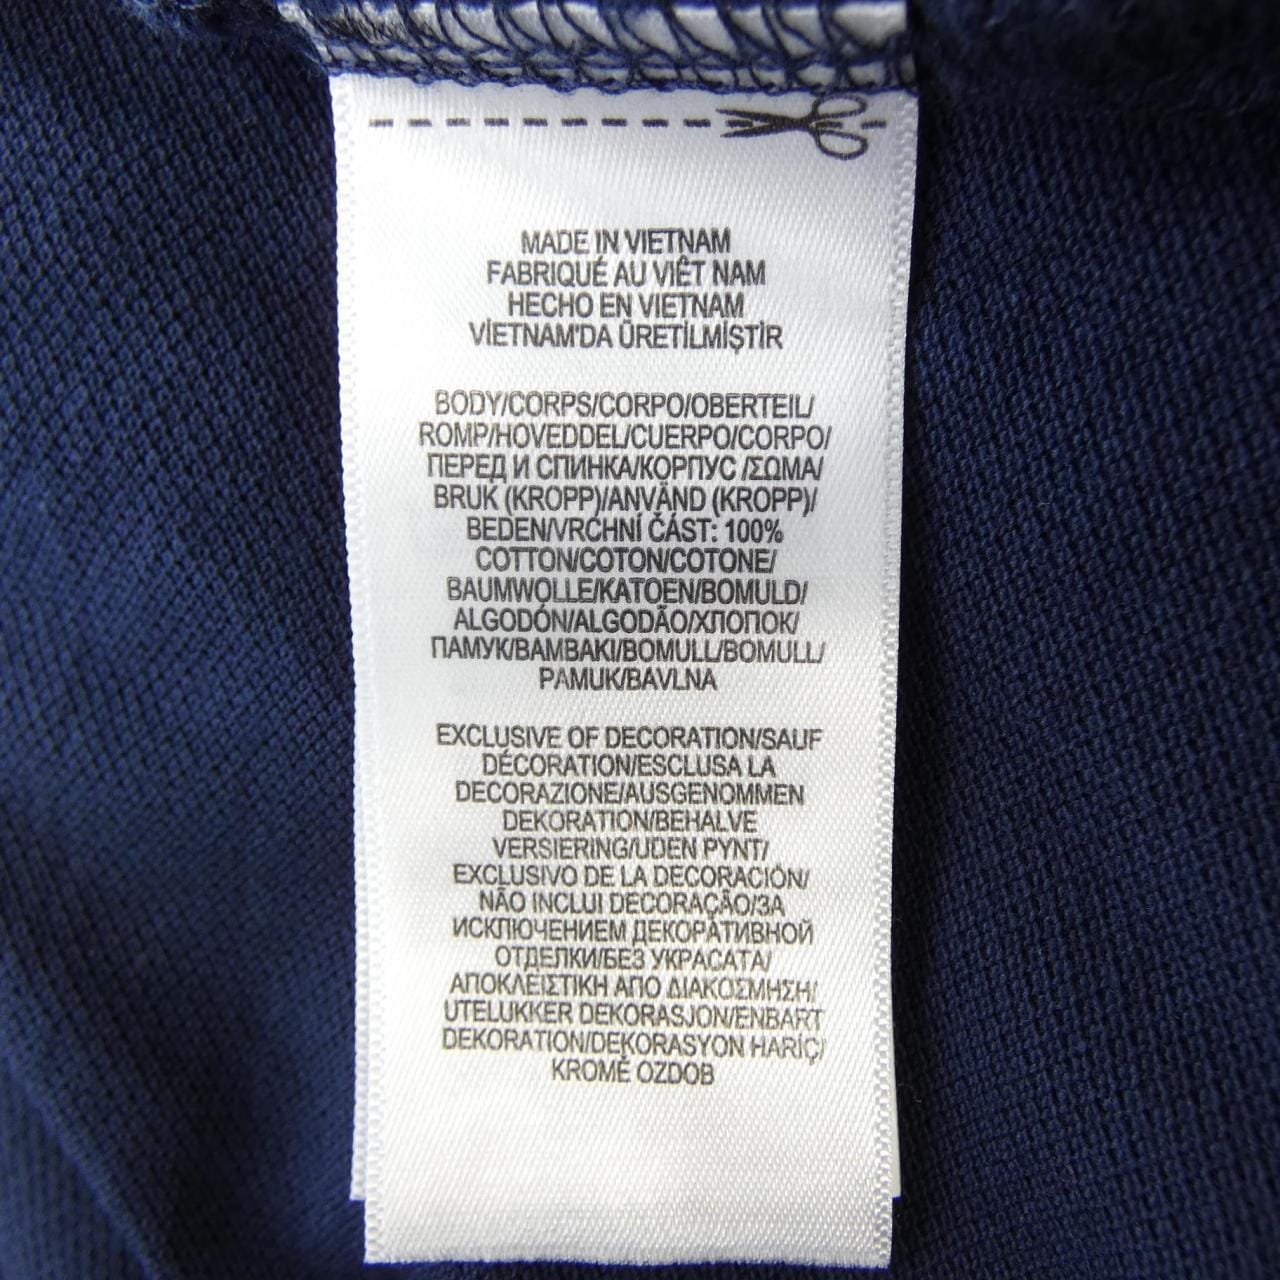 MADE IN VIETNAM
FABRIQUÉ AU VIÊT NAM
HECHO EN VIETNAM
VİETNAM'DA ÜRETİLMİŞTİR
BODY/CORPS/CORPO/OBERTEIL/
ROMP/HOVEDDEL/CUERPO/CORPO/
ПЕРЕД И СПИНКА/КОРПУС /ΣΩΜΑ/
BRUK (KROPP)/ANVÄND (KROPP)/
BEDEN/VRCHNÍ ČÁST: 100%
COTTON/COTON/COTONE/
BAUMWOLLE/KATOEN/BOMULD/
ALGODÓN/ALGODÃO/ХЛОПОК/
ПАМУК/ΒΑΜΒΑΚΙ/BOMULL/BOMULL/
PAMUK/BAVLNA
EXCLUSIVE OF DECORATION/SAUF
DÉCORATION/ESCLUSA LA
DECORAZIONE/AUSGENOMMEN
DEKORATION/BEHALVE
VERSIERING/UDEN PYNT/
EXCLUSIVO DE LA DECORACIÓN/
NÃO INCLUI DECORAÇÃO/ЗА
ИСКЛЮЧЕНИЕМ ДЕКОРАТИВНОЙ
ОТДЕЛКИ/БЕЗ УКРАСАТА/
ΑΠΟΚΛΕΙΣΤΙΚΗ ΑΠΟ ΔΙΑΚΟΣΜΗΣΗ/
UTELUKKER DEKORASJON/ENBART
DEKORATION/DEKORASYON HARİÇ/
KROMĚ OZDOB